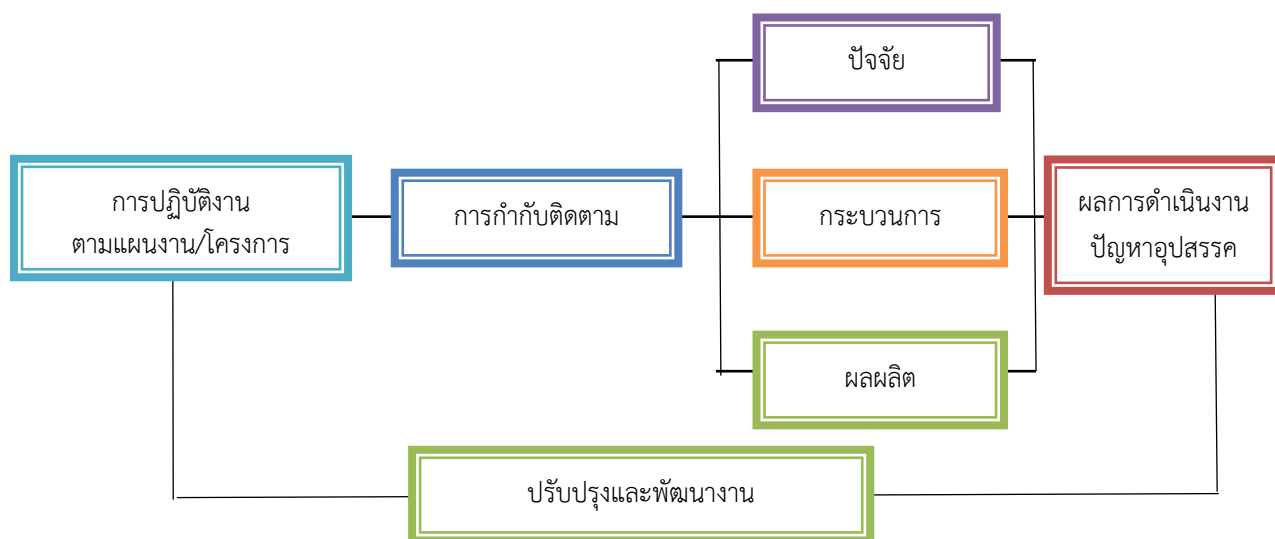 ปัจจัย
การปฏิบัติงาน
ตามแผนงาน/โครงการ
การกำกับติดตาม
กระบวนการ
ผลการดำเนินงาน
ปัญหาอุปสรรค
ผลผลิต
ปรับปรุงและพัฒนางาน